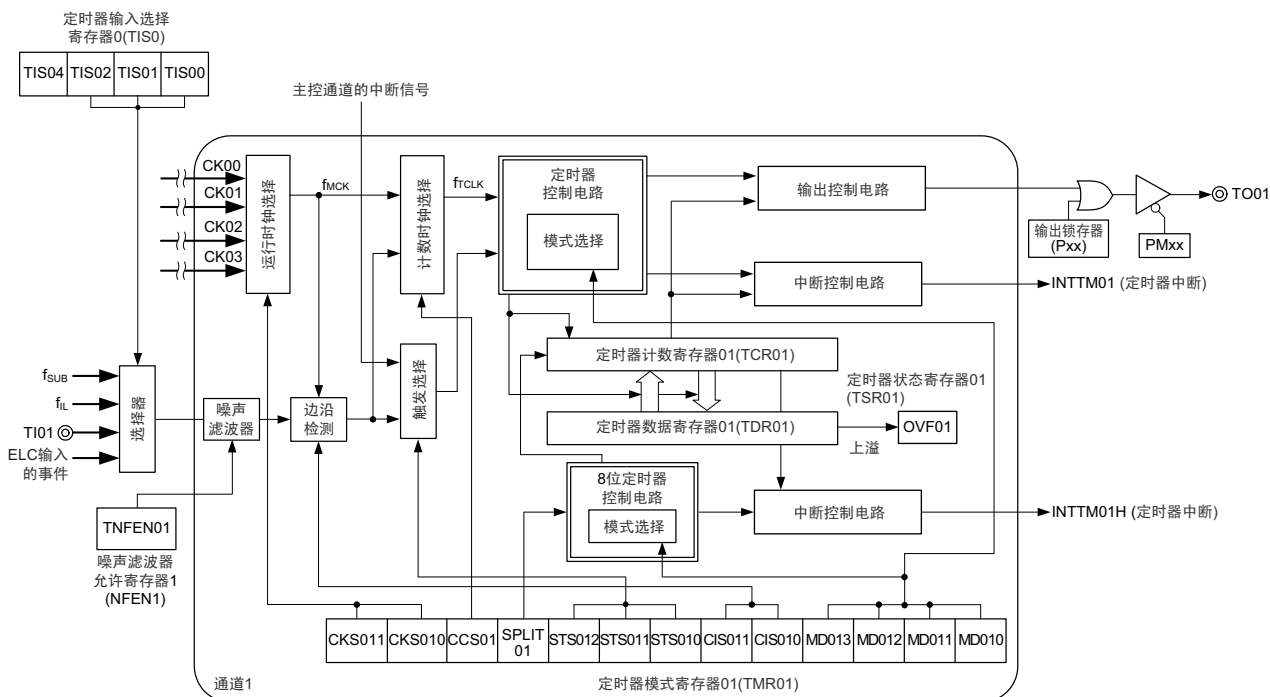 定时器输入选择
寄存器0(TIS0)
TIS04 TIS02 TIS01 TIS00
主控通道的中断信号
CK00
CK01
CK02
CK03
运行时钟选择
fMCK
计数时钟选择
fTCLK
定时器
控制电路
模式选择
输出控制电路
输出锁存器
(Pxx)
PMxx
TO01
中断控制电路
INTTM01 (定时器中断)
fSUB
fIL
TI01
ELC输入
的事件
选择器
噪声
滤波器
边沿
检测
触发选择
定时器计数寄存器01(TCR01)
定时器状态寄存器01
(TSR01)
定时器数据寄存器01(TDR01)
OVF01
上溢
8位定时器
控制电路
模式选择
中断控制电路
INTTM01H (定时器中断)
TNFEN01
噪声滤波器
允许寄存器1
(NFEN1)
CKS011 CKS010 CCS01 SPLIT
01 STS012 STS011 STS010 CIS011 CIS010 MD013 MD012 MD011 MD010
通道1
定时器模式寄存器01(TMR01)